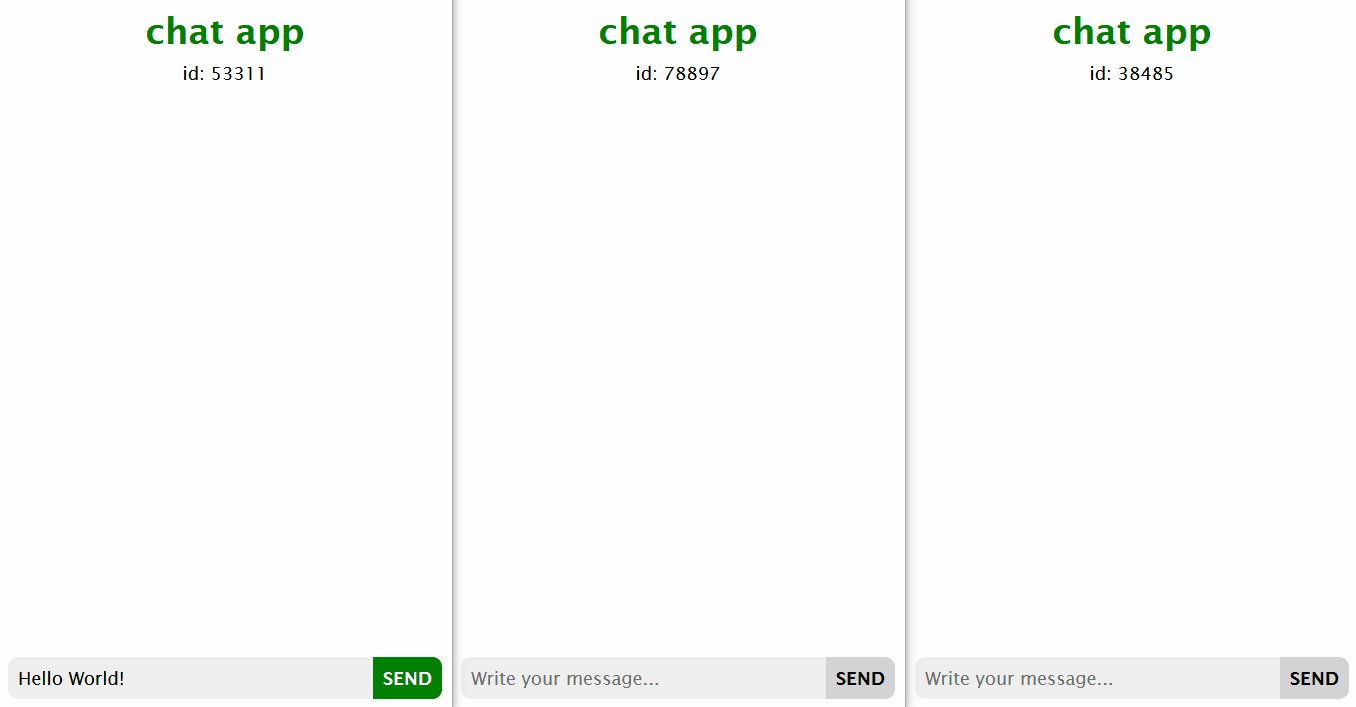 chat app
id: 53311
Hello World!
SEND
chat app
id: 78897
Write your message...
SEND
chat app
id: 38485
Write your message...
SEND